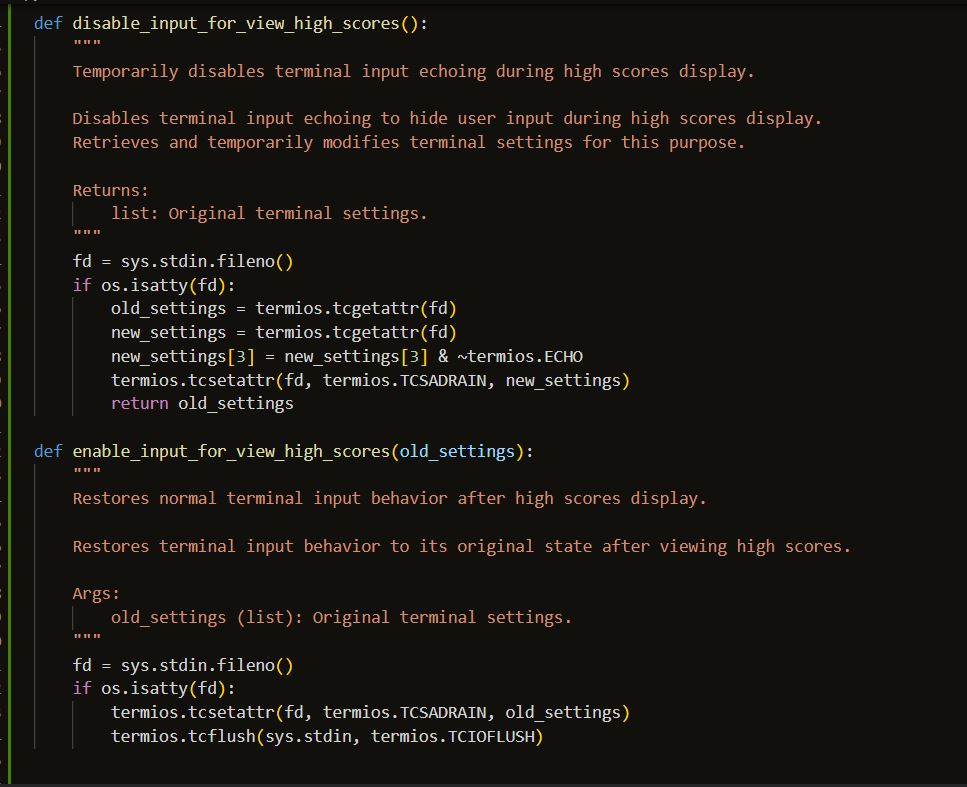 def disable_input_for_view_high_scores():
"""
Temporarily disables terminal input echoing during high scores display.
Disables terminal input echoing to hide user input during high scores display.
Retrieves and temporarily modifies terminal settings for this purpose.
Returns:
list: Original terminal settings.
"""
fd = sys.stdin.fileno()
if os.isatty(fd):
old_settings = termios.tcgetattr(fd)
new_settings = termios.tcgetattr(fd)
new_settings[3] = new_settings[3] & ~termios.ECHO
termios.tcsetattr(fd, termios.TCSADRAIN, new_settings)
return old_settings
def enable_input_for_view_high_scores(old_settings):
"""
Restores normal terminal input behavior after high scores display.
Restores terminal input behavior to its original state after viewing high scores.
Args:
old_settings (list): Original terminal settings.
"""
fd = sys.stdin.fileno()
if os.isatty(fd):
termios.tcsetattr(fd, termios.TCSADRAIN, old_settings)
termios.tcflush(sys.stdin, termios.TCIOFLUSH)